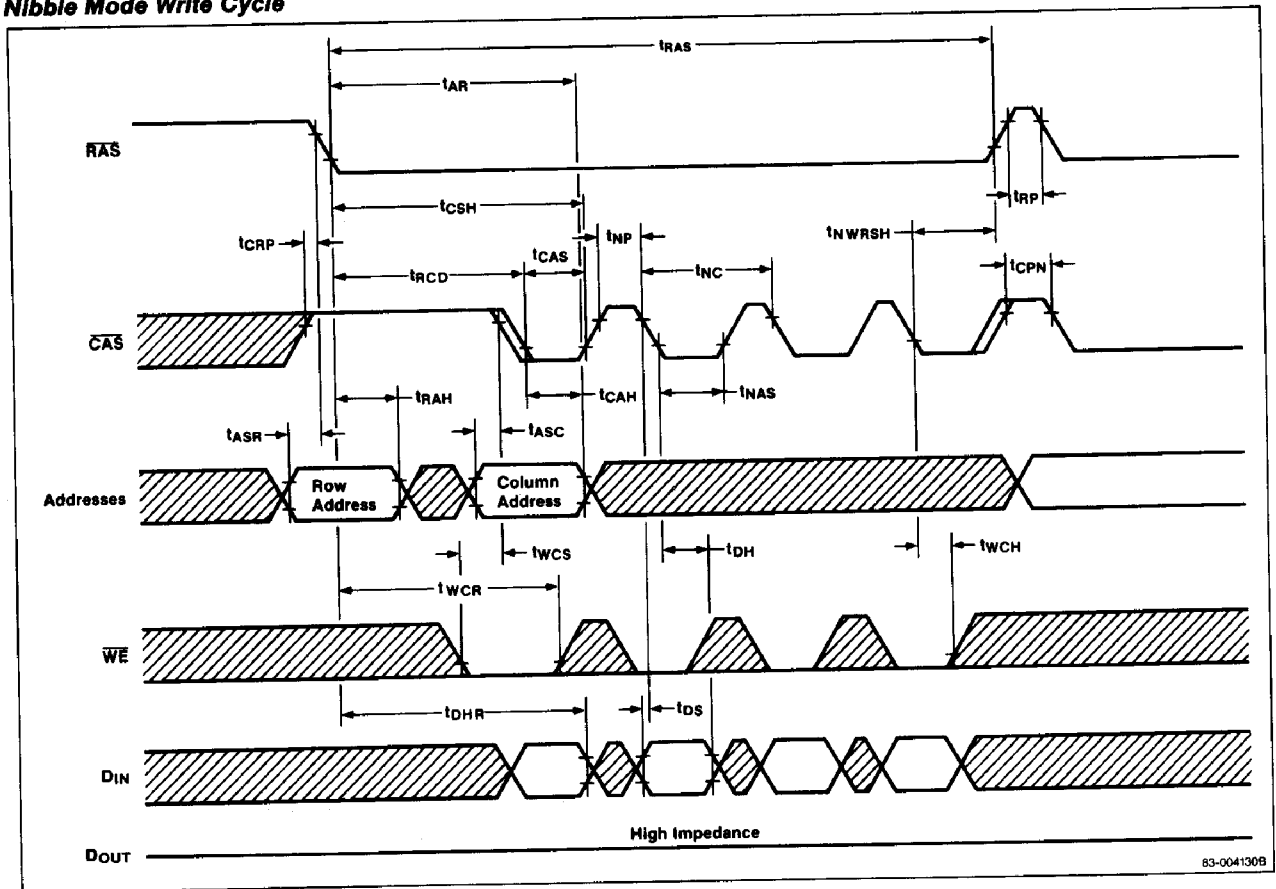 Nibble Mode Write Cycle
tRAS
tAR
RAS
tCSH
tRP
tCRP
tNP
tNWRSH
tCAS
tRCD
tNC
tCPN
CAS
tRAH
tCAH
tNAS
tASR
tASC
Addresses
Row
Address
Column
Address
tWCS
tDH
tWCH
tWCR
WE
tDHR
tDS
DIN
High Impedance
DOUT
83-004130B